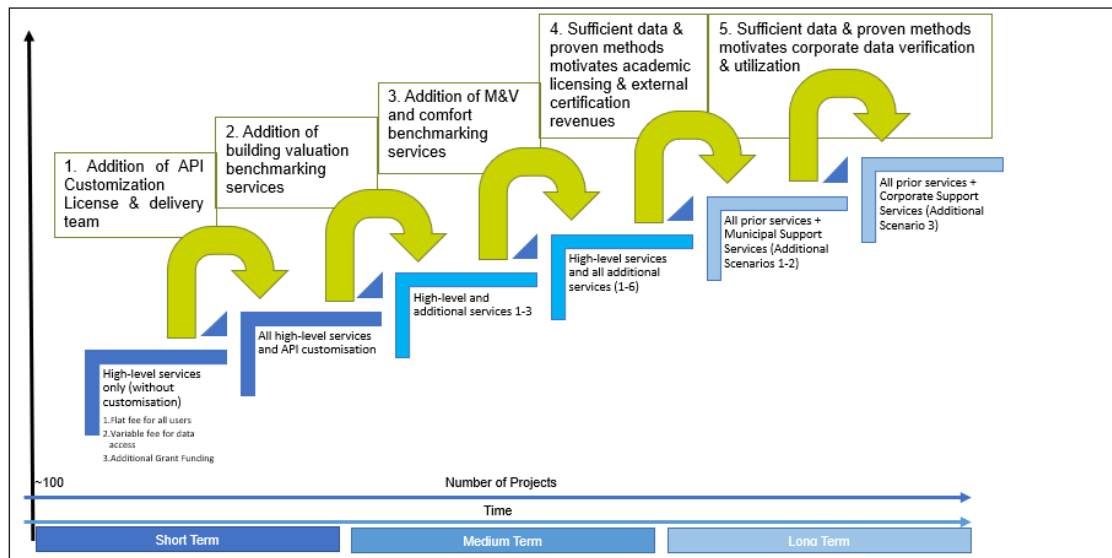 1. Addition of API
Customization
License & delivery
team
2. Addition of
building valuation
benchmarking
services
3. Addition of M&V
and comfort
benchmarking
services
4. Sufficient data &
proven methods
motivates academic
licensing & external
certification
revenues
5. Sufficient data & proven methods
motivates corporate data verification
& utilization
High-level services
only (without
customisation)
1.Flat fee for all users
2.Variable fee for data
access
3.Additional Grant Funding
All high-level services
and API customisation
High-level and
additional services 1-3
High-level services
and all additional
services (1-6)
All prior services +
Municipal Support
Services (Additional
Scenarios 1-2)
All prior services +
Corporate Support
Services (Additional
Scenario 3)
~100
Number of Projects
Time
Short Term
Medium Term
Long Term